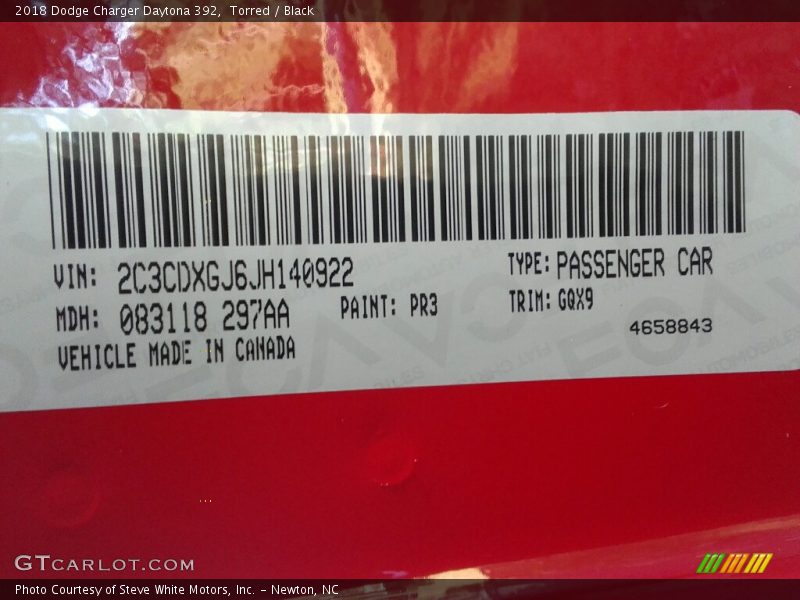 2018 Dodge Charger Daytona 392,  Torred / Black
VIN: 2C3CDXGJ6JH140922
TYPE: PASSENGER CAR
MDH: 083118 297AA
PAINT: PR3
TRIM: GQX9
4658843
VEHICLE MADE IN CANADA
GTCARLOT.COM
Photo Courtesy of Steve White Motors, Inc. – Newton, NC